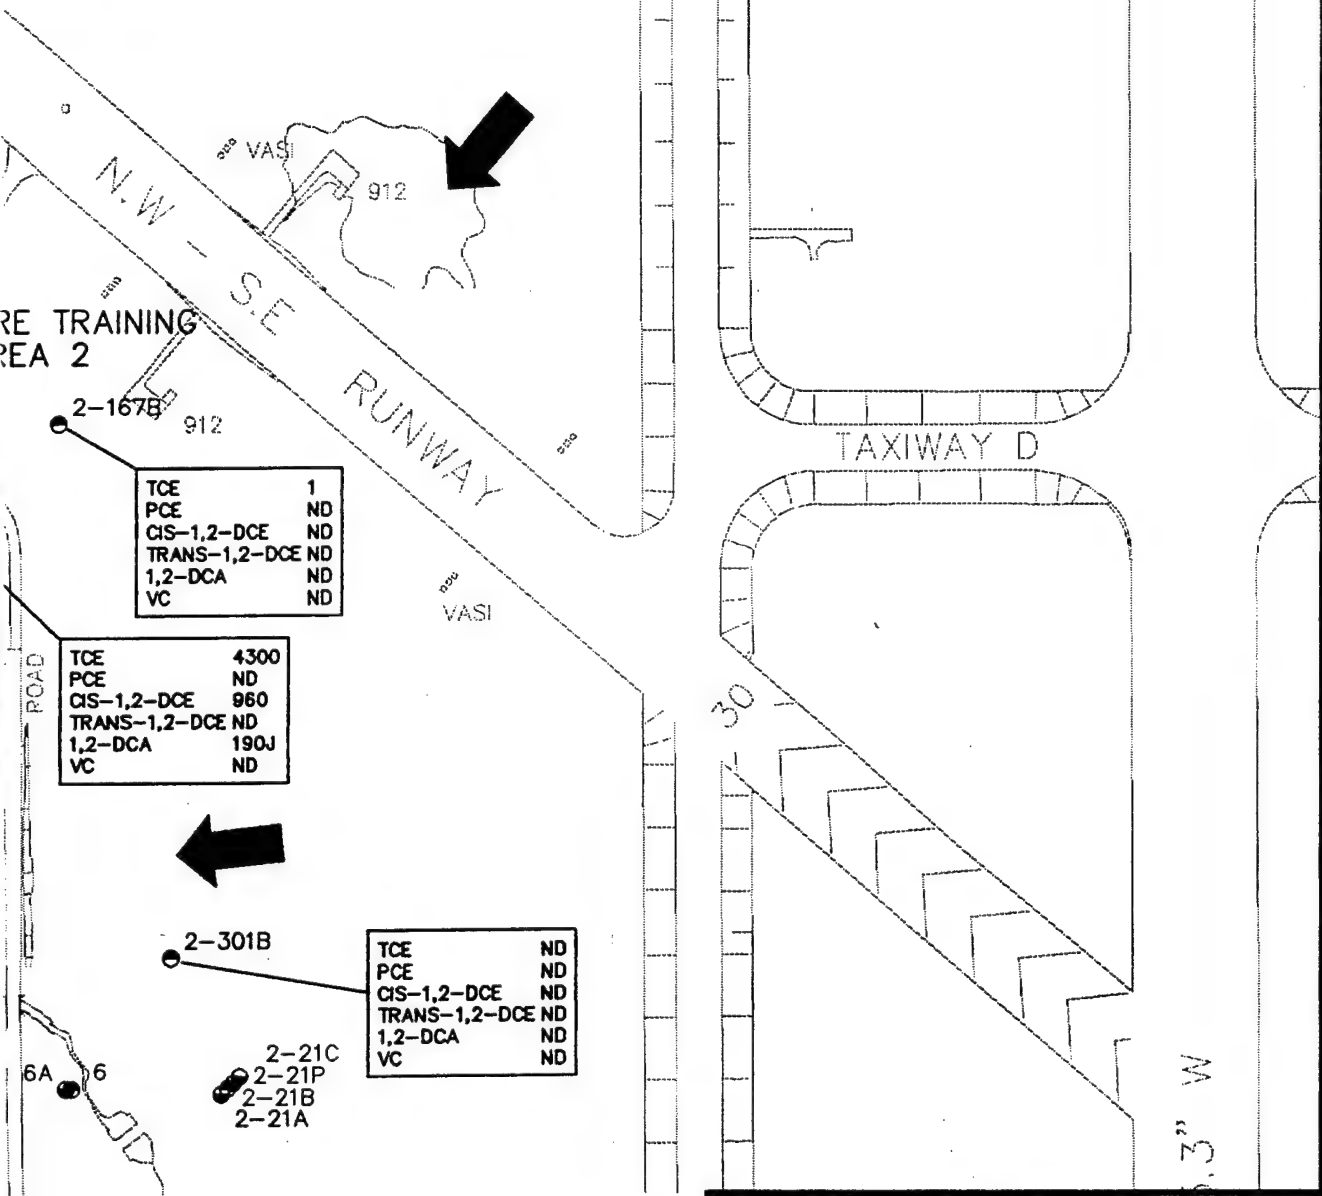 VASI
912
N.W - S.E RUNWAY
RE TRAINING
REA 2
2-167B
912
TAXIWAY D
TCE 1
PCE ND
CIS-1,2-DCE ND
TRANS-1,2-DCE ND
1,2-DCA ND
VC ND
VASI
ROAD
TCE 4300
PCE ND
CIS-1,2-DCE 960
TRANS-1,2-DCE ND
1,2-DCA 190J
VC ND
30
2-301B
TCE ND
PCE ND
CIS-1,2-DCE ND
TRANS-1,2-DCE ND
1,2-DCA ND
VC ND
6A 6
2-21C
2-21P
2-21B
2-21A
.3" W